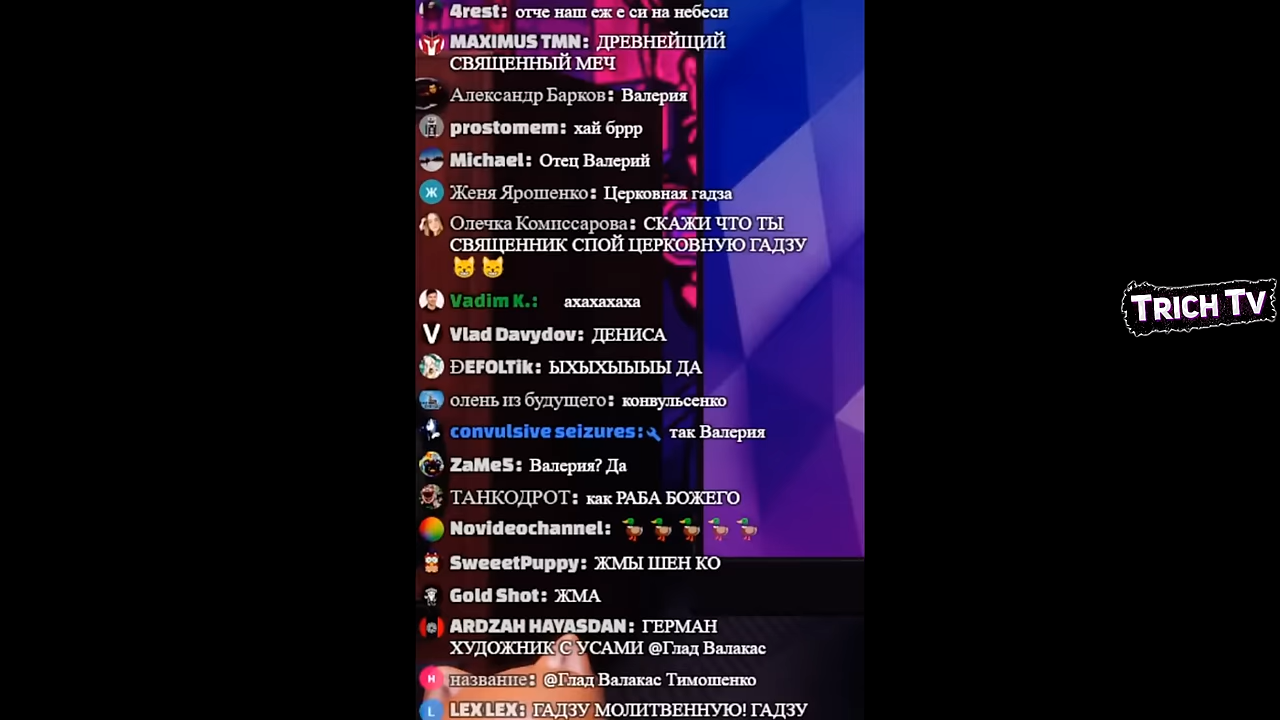 4rest: отче наш еж е си на небеси
MAXIMUS TMN: ДРЕВНЕЙЩИЙ
СВЯЩЕННЫЙ МЕЧ
Александр Барков: Валерия
prostomem: хай бррр
Michael: Отец Валерий
Ж Женя Ярошенко: Церковная гадза
Олечка Комиссарова: СКАЖИ ЧТО ТЫ
СВЯЩЕННИК СПОЙ ЦЕРКОВНУЮ ГАДЗУ
😸 😸
Vadim K.: ахахахаха
TRICH TV
V Vlad Davydov: ДЕНИСА
ĐEFOLTik: ЫХЫХЫЫЫЫ ДА
олень из будущего: конвульсенко
convulsive seizures: так Валерия
ZaMe5: Валерия? Да
ТАНКОДРОТ: как РАБА БОЖЕГО
Novideochannel:
SweeetPuppy: ЖМЫ ШЕН КО
Gold Shot: ЖМА
ARDZAH HAYASDAN: ГЕРМАН
ХУДОЖНИК С УСАМИ @Глад Валакас
Н название: @Глад Валакас Тимошенко
L LEX LEX: ГАДЗУ МОЛИТВЕННУЮ! ГАДЗУ